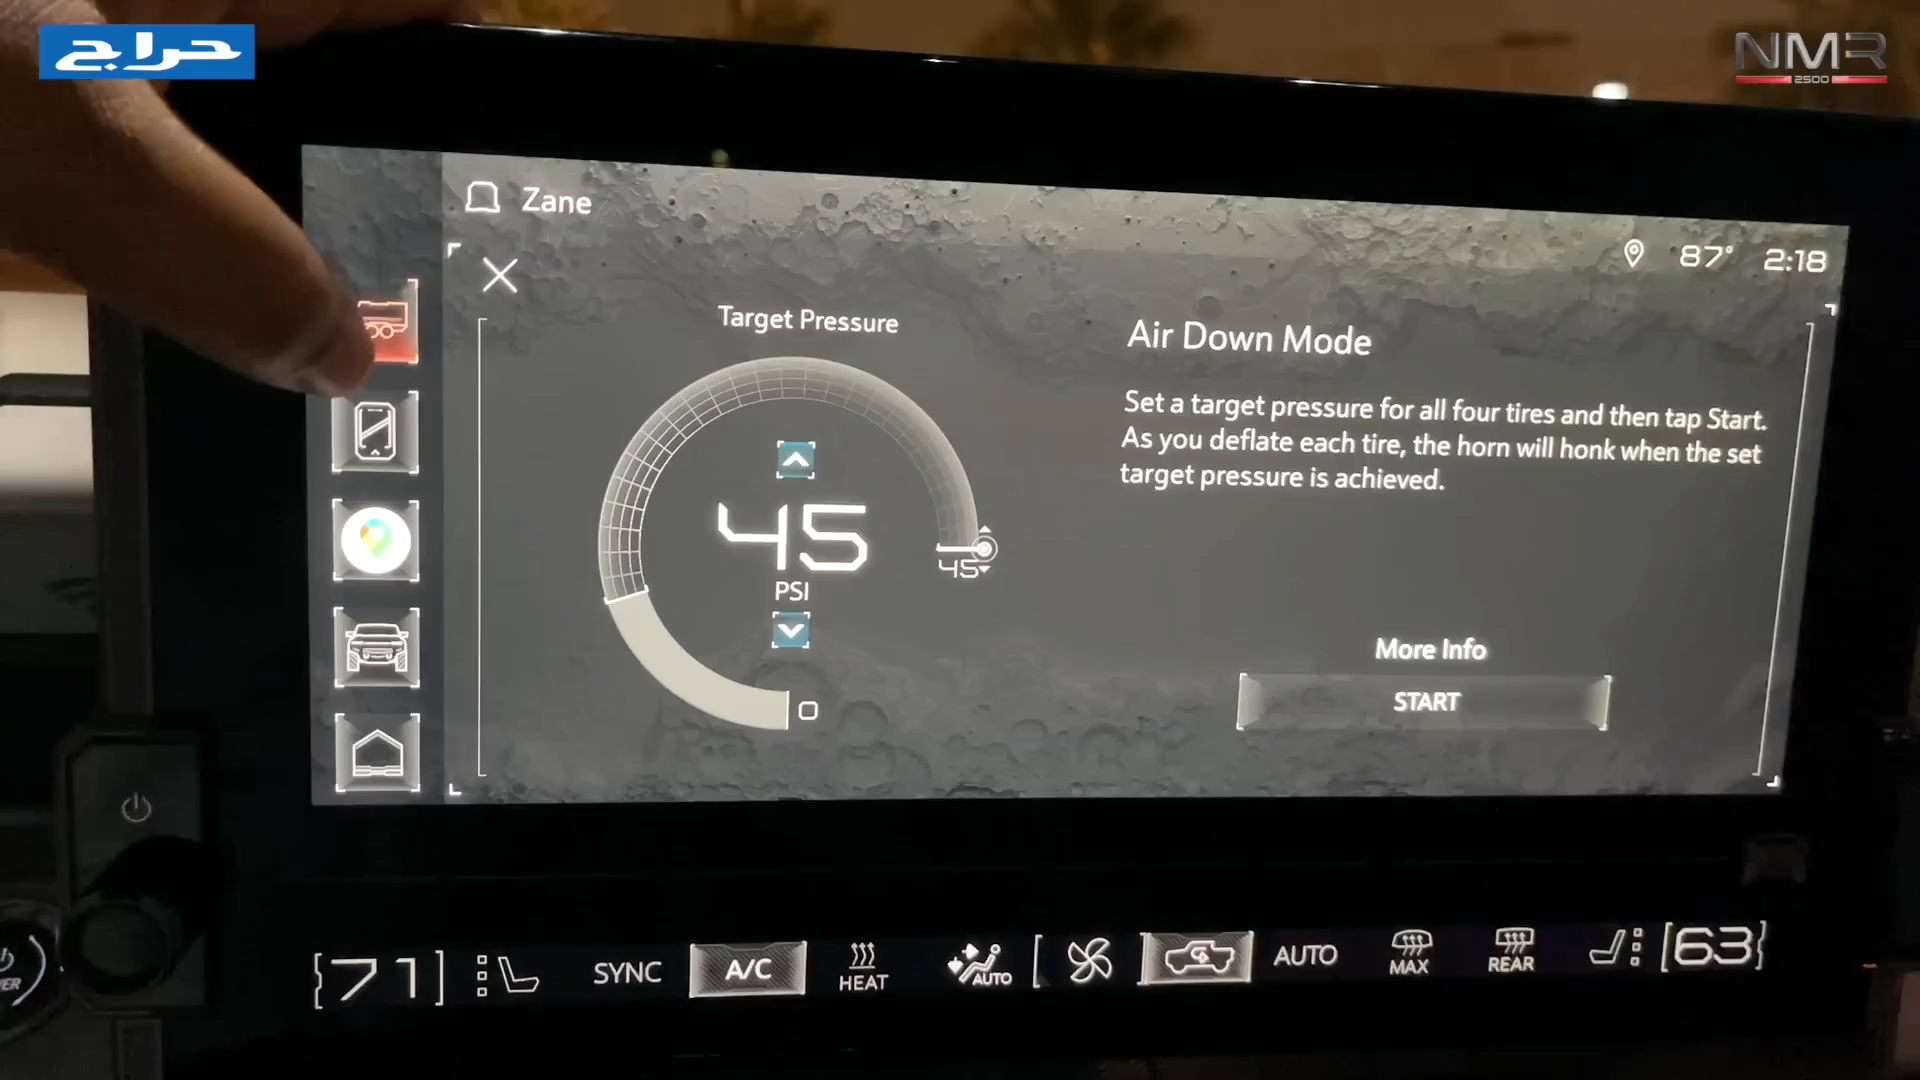 حراج
NMR
2500
Zane
87° 2:18
Target Pressure
45
PSI
45
0
Air Down Mode
Set a target pressure for all four tires and then tap Start.
As you deflate each tire, the horn will honk when the set
target pressure is achieved.
More Info
START
71 SYNC A/C HEAT AUTO AUTO MAX REAR 63